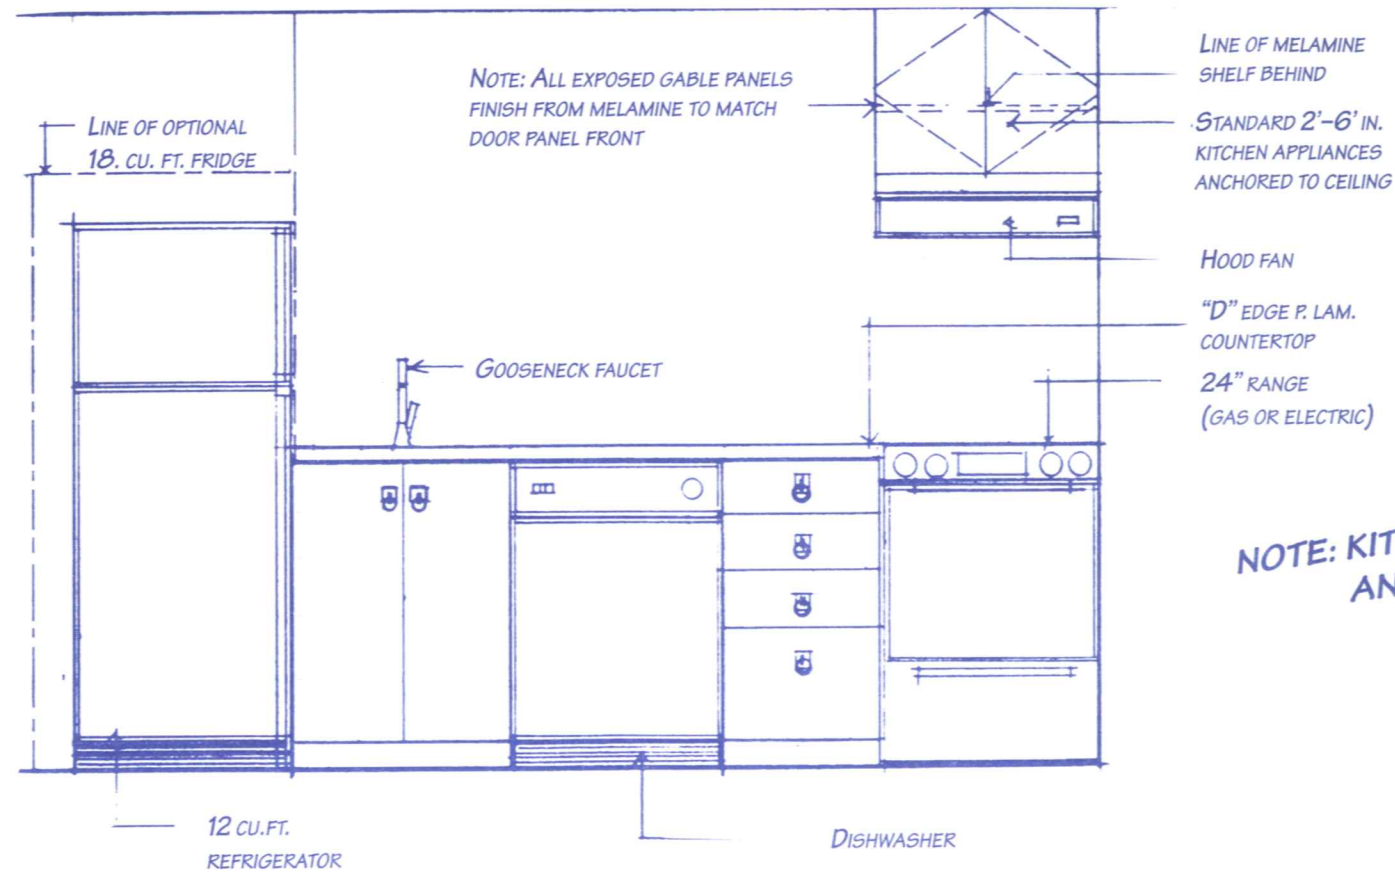 NOTE: ALL EXPOSED GABLE PANELS
FINISH FROM MELAMINE TO MATCH
DOOR PANEL FRONT
LINE OF OPTIONAL
18. CU. FT. FRIDGE
LINE OF MELAMINE
SHELF BEHIND
STANDARD 2'-6' IN.
KITCHEN APPLIANCES
ANCHORED TO CEILING
HOOD FAN
"D" EDGE P. LAM.
COUNTERTOP
24" RANGE
(GAS OR ELECTRIC)
GOOSENECK FAUCET
NOTE: KIT
AN
12 CU.FT.
REFRIGERATOR
DISHWASHER